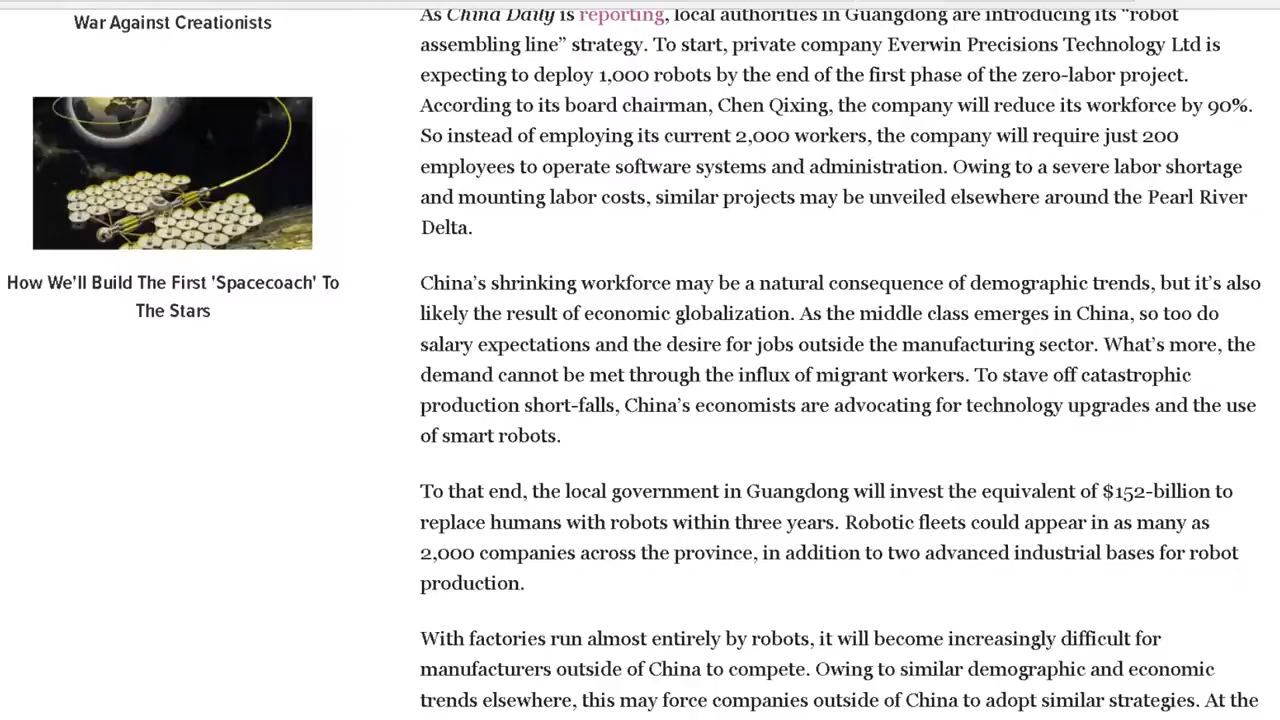 War Against Creationists
How We'll Build The First 'Spacecoach' To
The Stars
As China Daily is reporting, local authorities in Guangdong are introducing its “robot
assembling line” strategy. To start, private company Everwin Precisions Technology Ltd is
expecting to deploy 1,000 robots by the end of the first phase of the zero-labor project.
According to its board chairman, Chen Qixing, the company will reduce its workforce by 90%.
So instead of employing its current 2,000 workers, the company will require just 200
employees to operate software systems and administration. Owing to a severe labor shortage
and mounting labor costs, similar projects may be unveiled elsewhere around the Pearl River
Delta.
China’s shrinking workforce may be a natural consequence of demographic trends, but it’s also
likely the result of economic globalization. As the middle class emerges in China, so too do
salary expectations and the desire for jobs outside the manufacturing sector. What’s more, the
demand cannot be met through the influx of migrant workers. To stave off catastrophic
production short-falls, China’s economists are advocating for technology upgrades and the use
of smart robots.
To that end, the local government in Guangdong will invest the equivalent of $152-billion to
replace humans with robots within three years. Robotic fleets could appear in as many as
2,000 companies across the province, in addition to two advanced industrial bases for robot
production.
With factories run almost entirely by robots, it will become increasingly difficult for
manufacturers outside of China to compete. Owing to similar demographic and economic
trends elsewhere, this may force companies outside of China to adopt similar strategies. At the